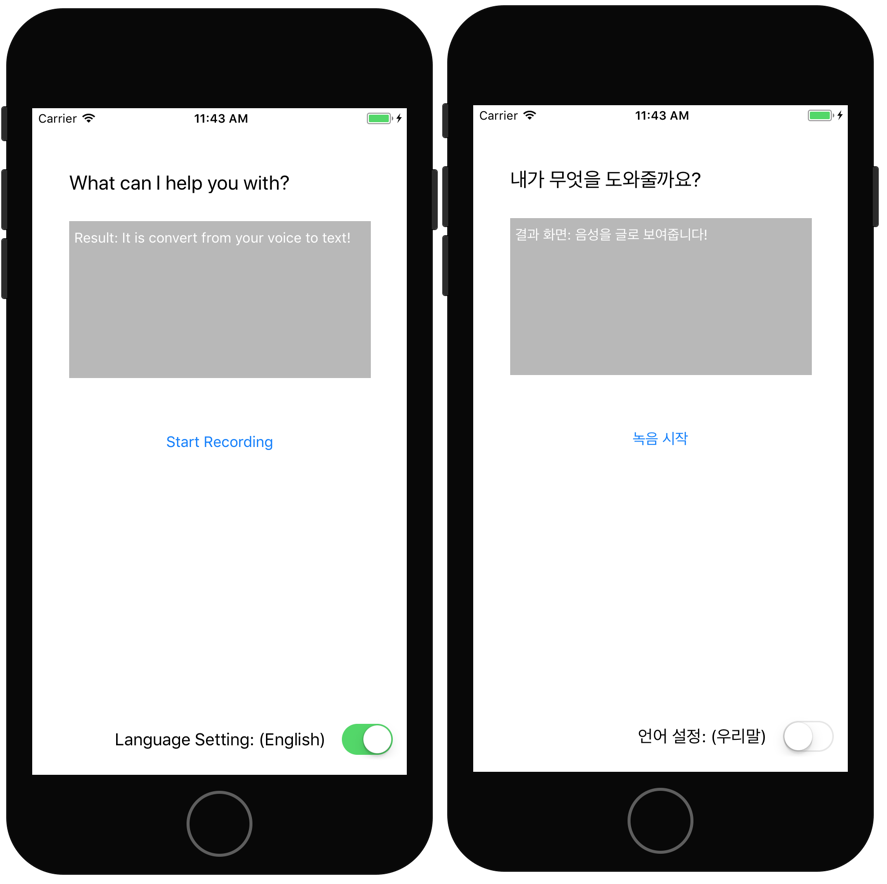 Carrier 11:43 AM
What can I help you with?
Result: It is convert from your voice to text!
Start Recording
Language Setting: (English)
Carrier 11:43 AM
내가 무엇을 도와줄까요?
결과 화면: 음성을 글로 보여줍니다!
녹음 시작
언어 설정: (우리말)